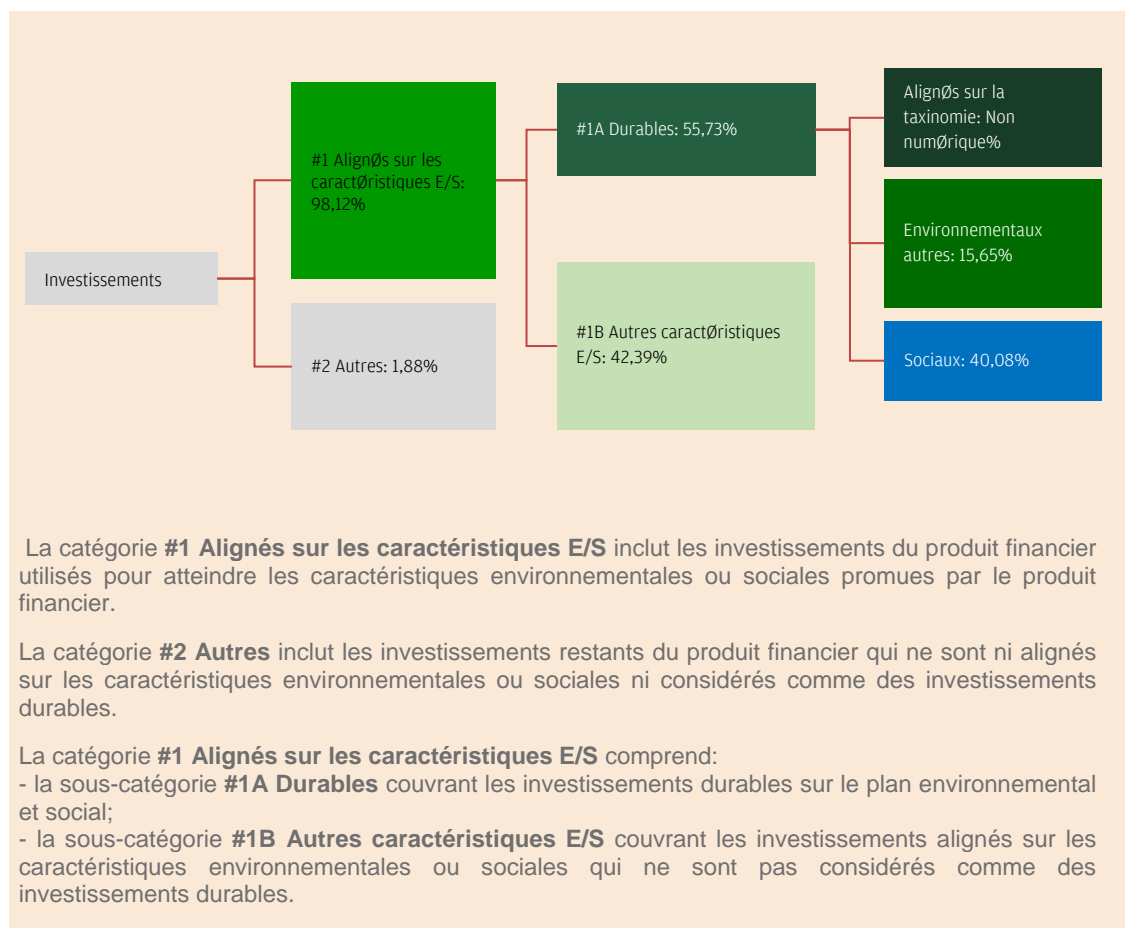 Investissements
#1 AlignØs sur les
caractØristiques E/S:
98,12%
#2 Autres: 1,88%
#1A Durables: 55,73%
#1B Autres caractØristiques
E/S: 42,39%
AlignØs sur la
taxinomie: Non
numØrique%
Environnementaux
autres: 15,65%
Sociaux: 40,08%
La catégorie #1 Alignés sur les caractéristiques E/S inclut les investissements du produit financier
utilisés pour atteindre les caractéristiques environnementales ou sociales promues par le produit
financier.
La catégorie #2 Autres inclut les investissements restants du produit financier qui ne sont ni alignés
sur les caractéristiques environnementales ou sociales ni considérés comme des investissements
durables.
La catégorie #1 Alignés sur les caractéristiques E/S comprend:
- la sous-catégorie #1A Durables couvrant les investissements durables sur le plan environnemental
et social;
- la sous-catégorie #1B Autres caractéristiques E/S couvrant les investissements alignés sur les
caractéristiques environnementales ou sociales qui ne sont pas considérés comme des
investissements durables.